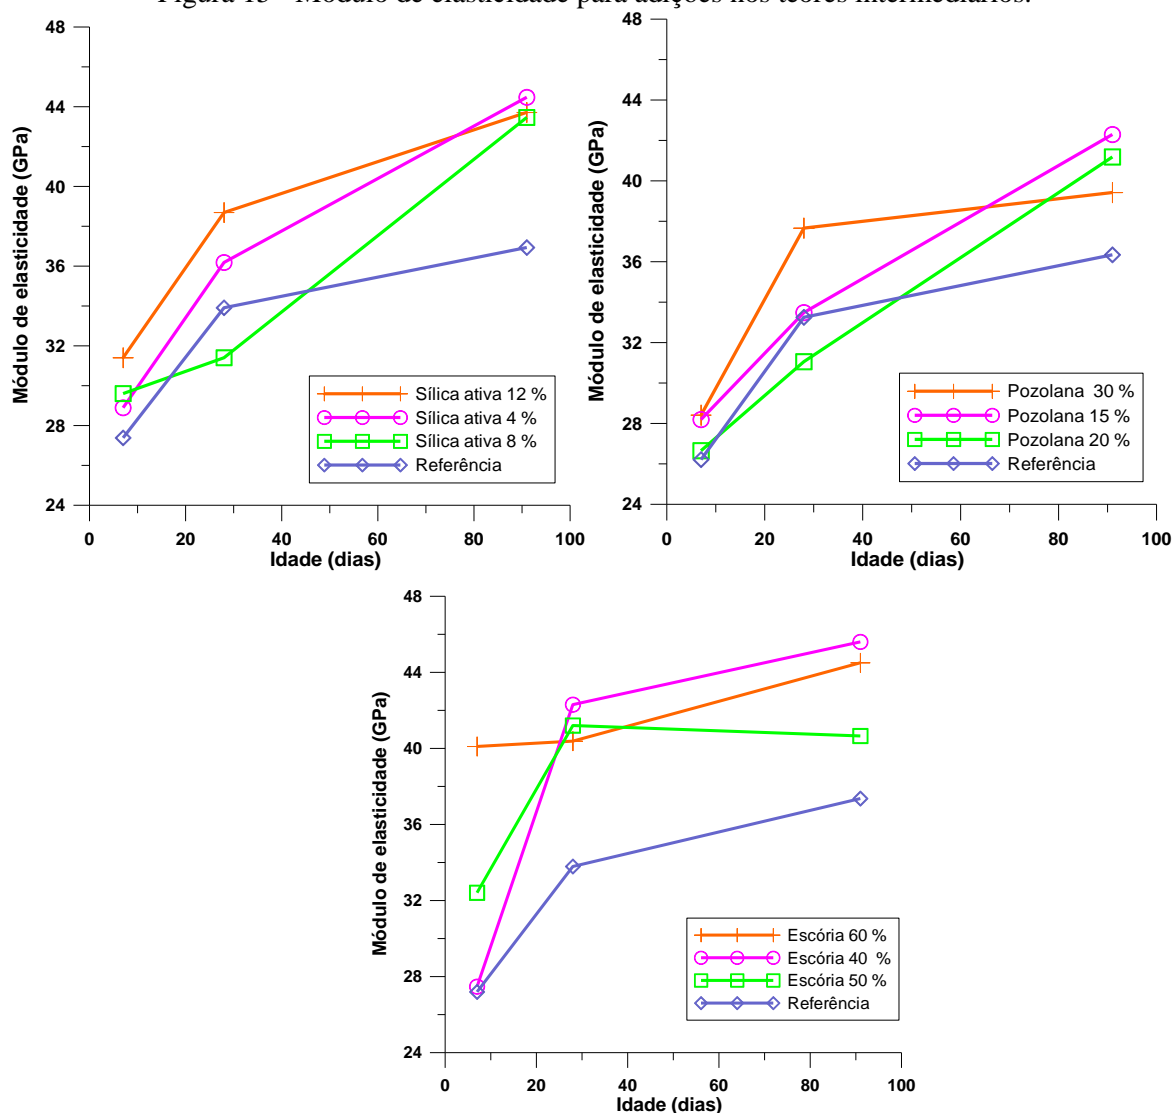 Figura 15 - Módulo de elasticidade para adições nos teores intermediários.
48
44
40
36
32
28
24
Módulo de elasticidade (GPa)
Sílica ativa 12 %
Sílica ativa 4 %
Sílica ativa 8 %
Referência
0 20 40 60 80 100
Idade (dias)
48
44
40
36
32
28
24
Módulo de elasticidade (GPa)
Pozolana 30 %
Pozolana 15 %
Pozolana 20 %
Referência
0 20 40 60 80 100
Idade (dias)
48
44
40
36
32
28
24
Módulo de elasticidade (GPa)
Escória 60 %
Escória 40 %
Escória 50 %
Referência
0 20 40 60 80 100
Idade (dias)